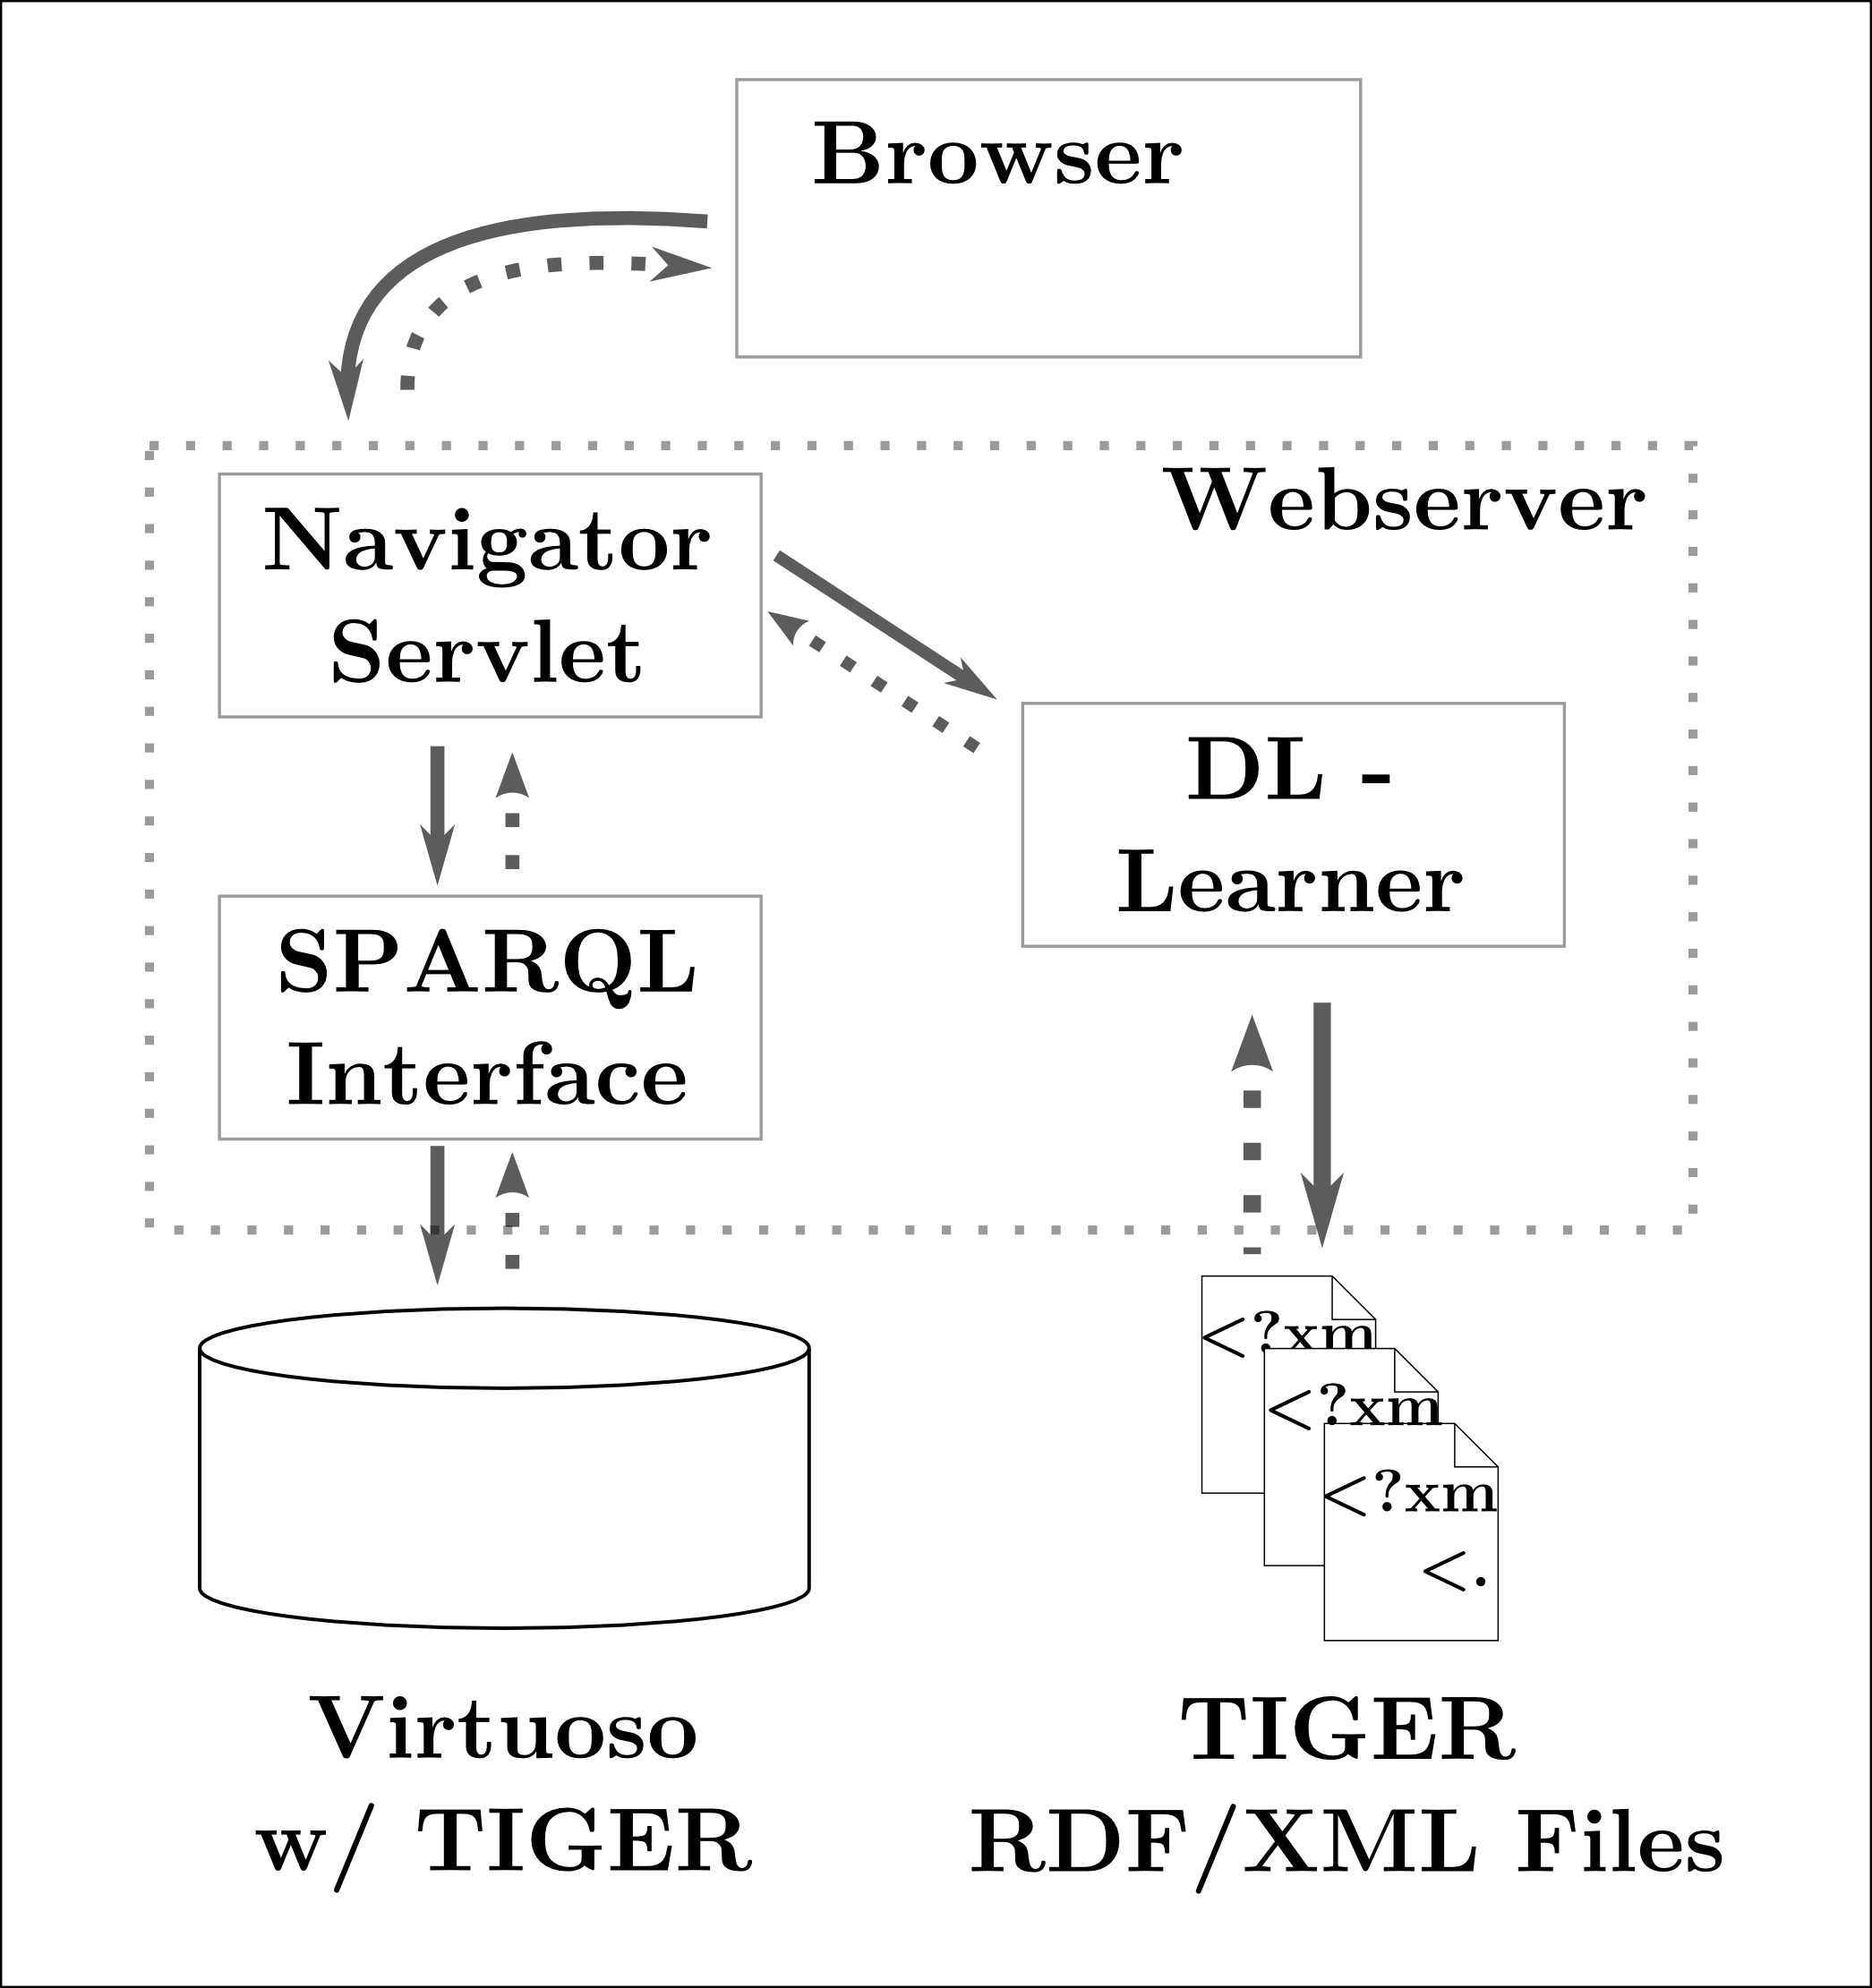 Browser
Webserver
Navigator
Servlet
DL -
Learner
SPARQL
Interface
<?xm
<?xm
<?xm
<.
Virtuoso
w/ TIGER
TIGER
RDF/XML Files